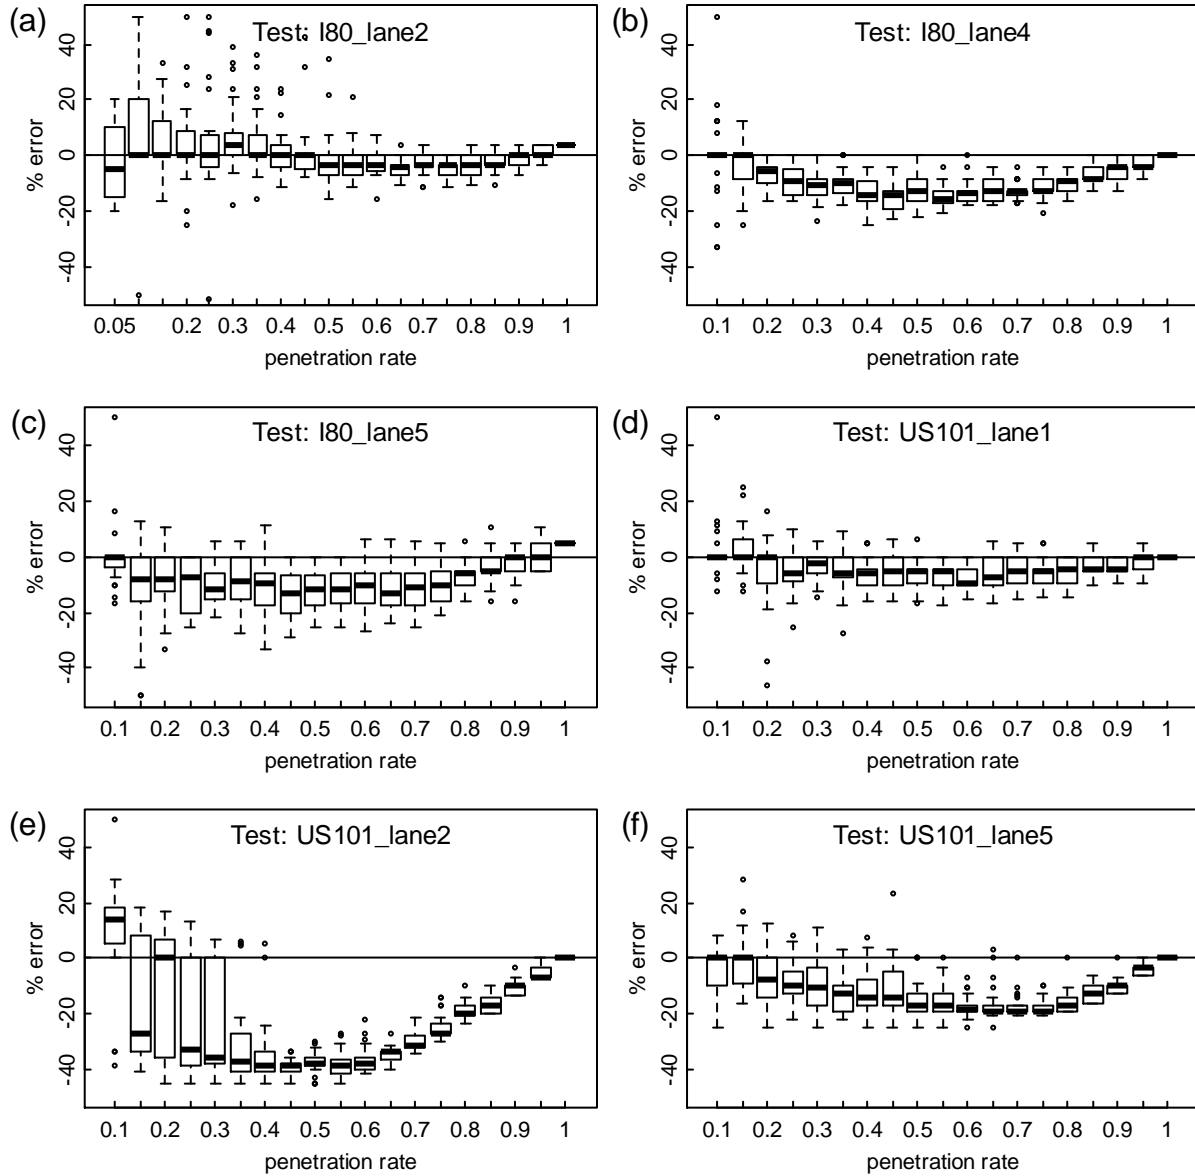 (a)
Test: I80_lane2
% error
40
20
0
-20
-40
0.05 0.2 0.3 0.4 0.5 0.6 0.7 0.8 0.9 1
penetration rate
(b)
Test: I80_lane4
% error
40
20
0
-20
-40
0.1 0.2 0.3 0.4 0.5 0.6 0.7 0.8 0.9 1
penetration rate
(c)
Test: I80_lane5
% error
40
20
0
-20
-40
0.1 0.2 0.3 0.4 0.5 0.6 0.7 0.8 0.9 1
penetration rate
(d)
Test: US101_lane1
% error
40
20
0
-20
-40
0.1 0.2 0.3 0.4 0.5 0.6 0.7 0.8 0.9 1
penetration rate
(e)
Test: US101_lane2
% error
40
20
0
-20
-40
0.1 0.2 0.3 0.4 0.5 0.6 0.7 0.8 0.9 1
penetration rate
(f)
Test: US101_lane5
% error
40
20
0
-20
-40
0.1 0.2 0.3 0.4 0.5 0.6 0.7 0.8 0.9 1
penetration rate